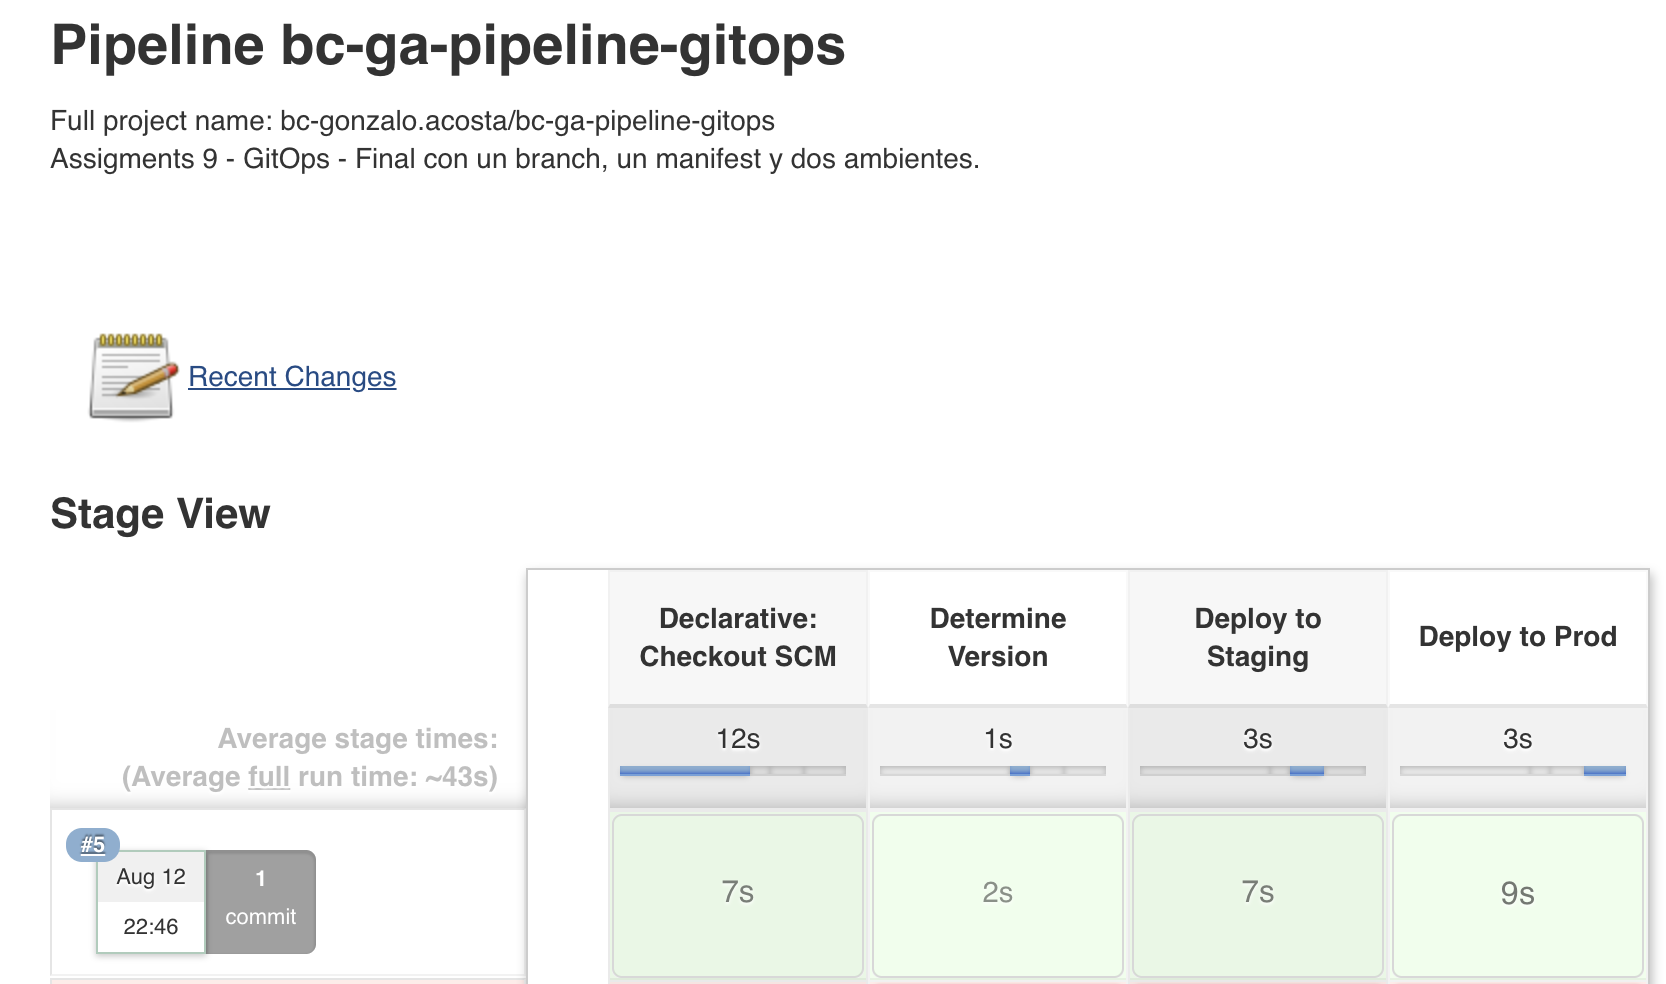 Pipeline bc-ga-pipeline-gitops
Full project name: bc-gonzalo.acosta/bc-ga-pipeline-gitops
Assigments 9 - GitOps - Final con un branch, un manifest y dos ambientes.
Recent Changes
Stage View
Declarative:
Checkout SCM
Determine
Version
Deploy to
Staging
Deploy to Prod
Average stage times:
(Average full run time: ~43s)
12s
1s
3s
3s
#5
Aug 12
22:46
1
commit
7s
2s
7s
9s